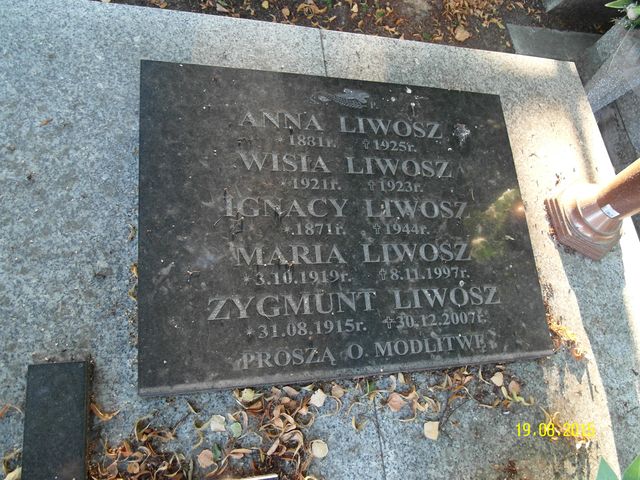 ANNA LIWOSZ
*1881r. ✝1925r.
WISIA LIWOSZ
*1921r. ✝1923r.
IGNACY LIWOSZ
*1871r. ✝1944r.
MARIA LIWOSZ
*3.10.1919r. ✝8.11.1997r.
ZYGMUNT LIWOSZ
*31.08.1915r. ✝30.12.2007r.
PROSZĄ O. MODLITWĘ